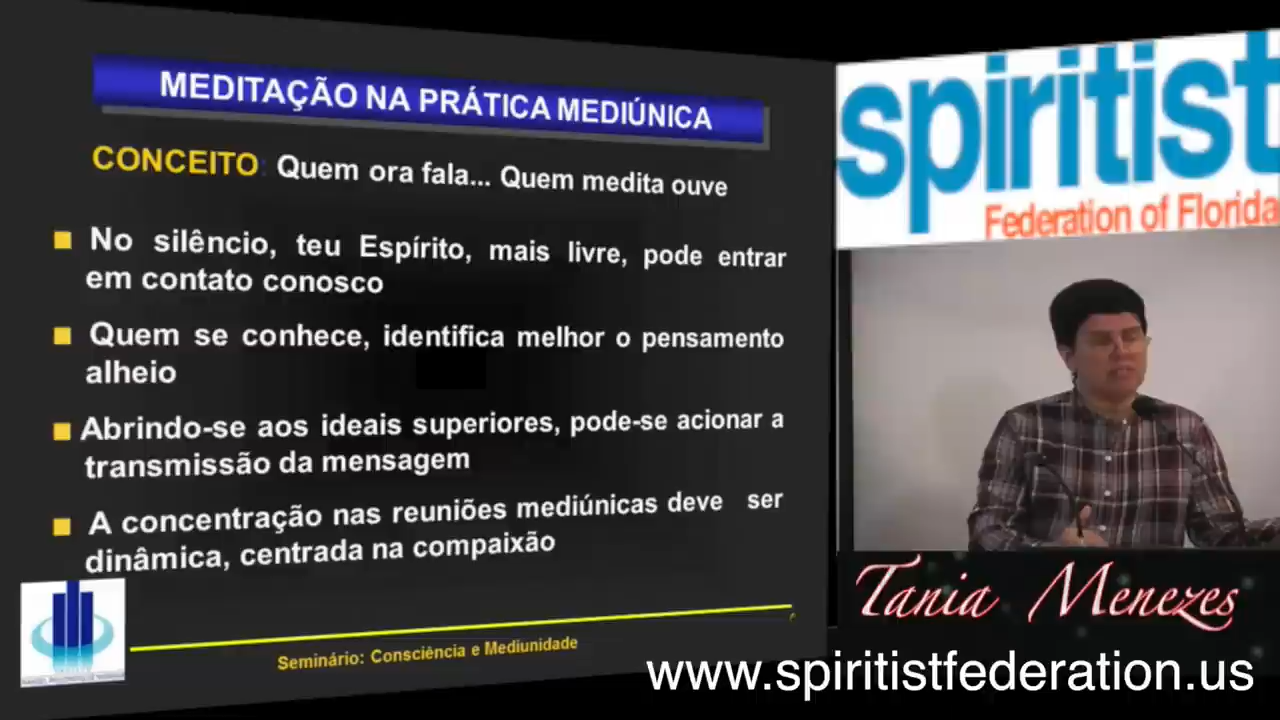 MEDITAÇÃO NA PRÁTICA MEDIÚNICA
CONCEITO: Quem ora fala... Quem medita ouve
No silêncio, teu Espírito, mais livre, pode entrar
em contato conosco
Quem se conhece, identifica melhor o pensamento
alheio
Abrindo-se aos ideais superiores, pode-se acionar a
transmissão da mensagem
A concentração nas reuniões mediúnicas deve ser
dinâmica, centrada na compaixão
Seminário: Consciência e Mediunidade
spiritist
Federation of Florida
Tania Menezes
www.spiritistfederation.us